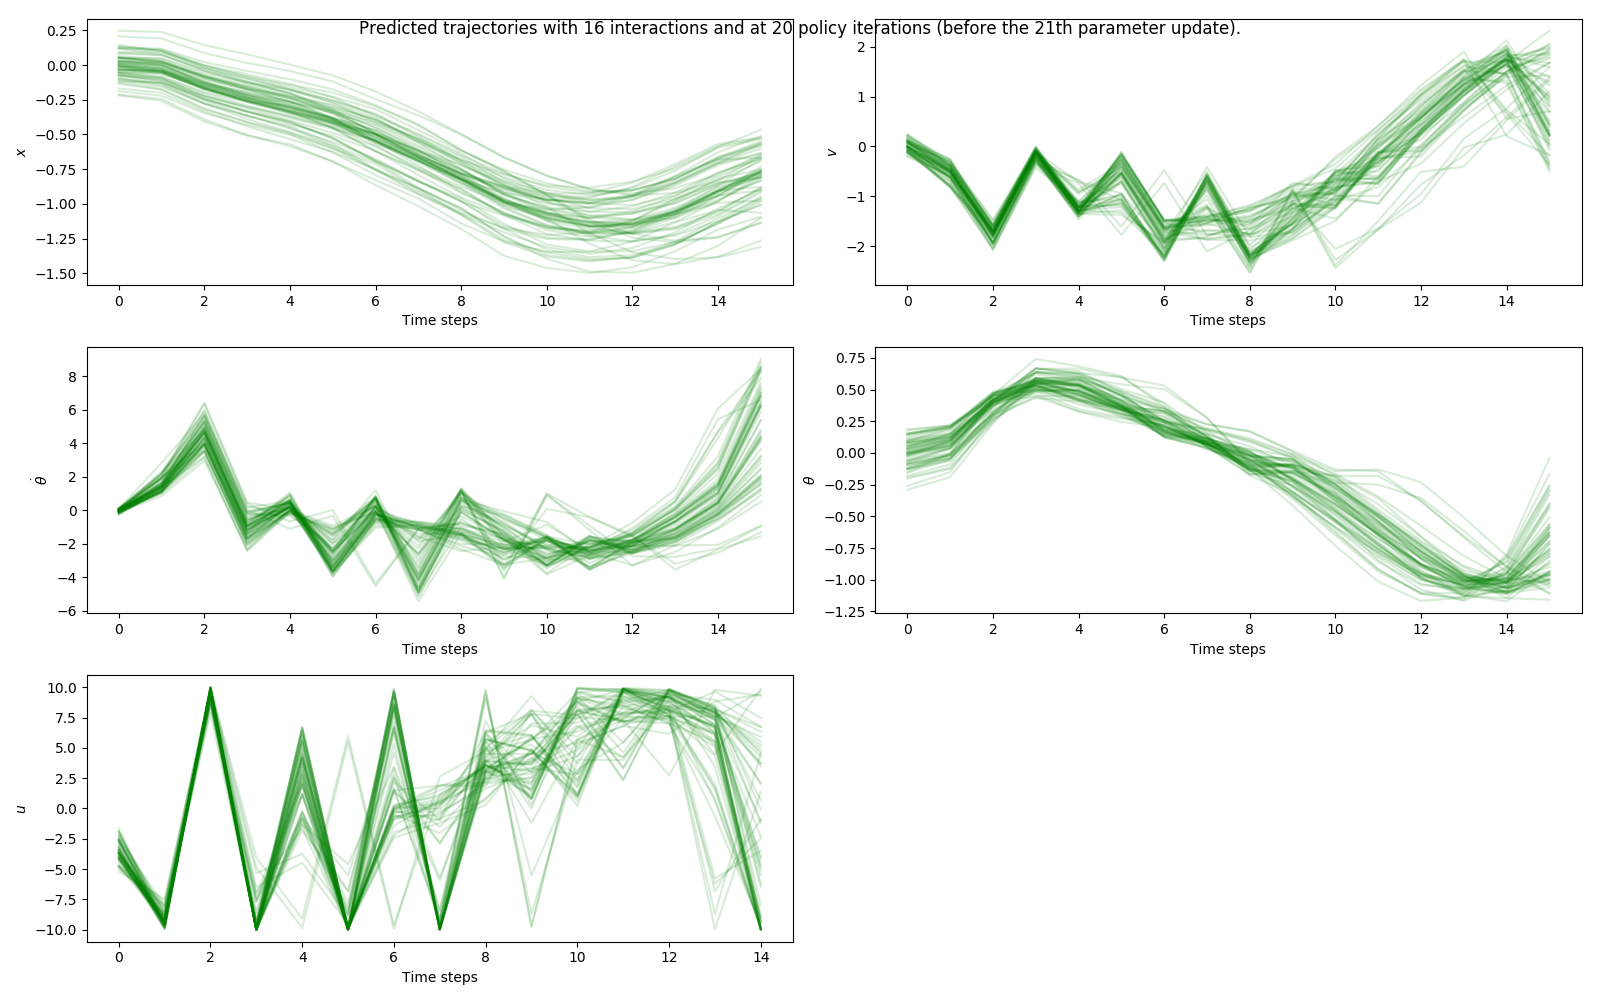 Predicted trajectories with 16 interactions and at 20 policy iterations (before the 21th parameter update).
0.25
0.00
−0.25
−0.50
−0.75
−1.00
−1.25
−1.50
x
0 2 4 6 8 10 12 14
Time steps
2
1
0
−1
−2
v
0 2 4 6 8 10 12 14
Time steps
8
6
4
2
0
−2
−4
−6
θ̇
0 2 4 6 8 10 12 14
Time steps
0.75
0.50
0.25
0.00
−0.25
−0.50
−0.75
−1.00
−1.25
θ
0 2 4 6 8 10 12 14
Time steps
10.0
7.5
5.0
2.5
0.0
−2.5
−5.0
−7.5
−10.0
u
0 2 4 6 8 10 12 14
Time steps